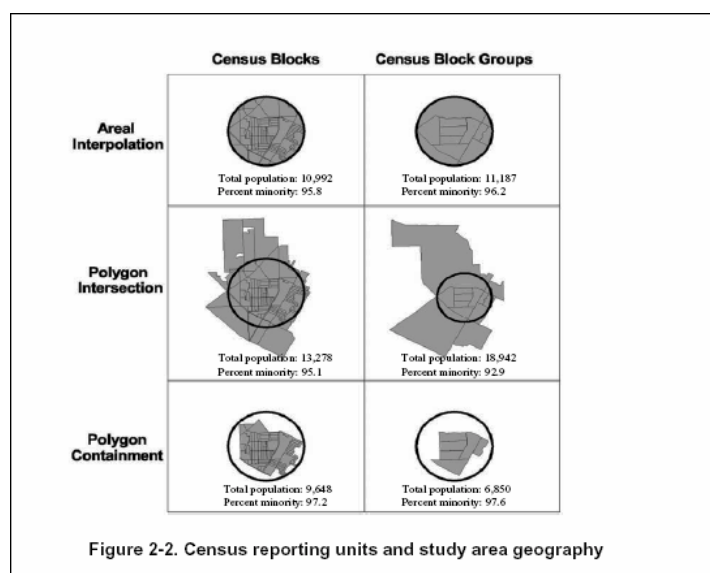 Census Blocks
Census Block Groups
Areal
Interpolation
Total population: 10,992
Percent minority: 95.8
Total population: 11,187
Percent minority: 96.2
Polygon
Intersection
Total population: 13,278
Percent minority: 95.1
Total population: 18,942
Percent minority: 92.9
Polygon
Containment
Total population: 9,648
Percent minority: 97.2
Total population: 6,850
Percent minority: 97.6
Figure 2-2. Census reporting units and study area geography